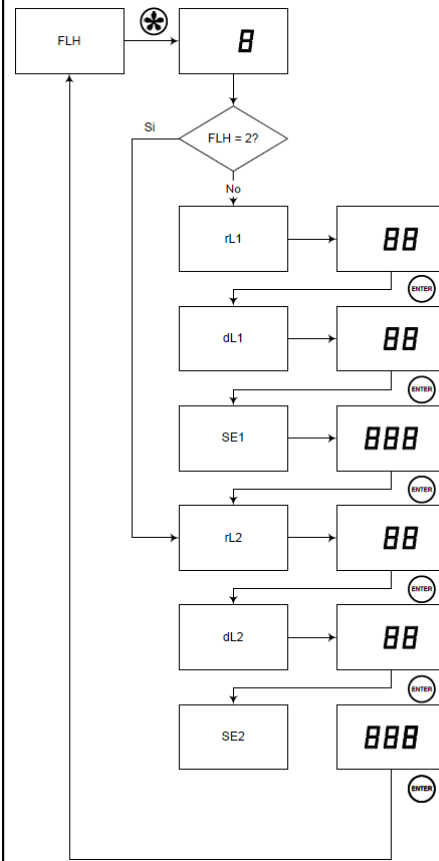 FLH
8
Si
FLH = 2?
No
rL1
88
ENTER
dL1
88
ENTER
SE1
888
ENTER
rL2
88
ENTER
dL2
88
ENTER
SE2
888
ENTER